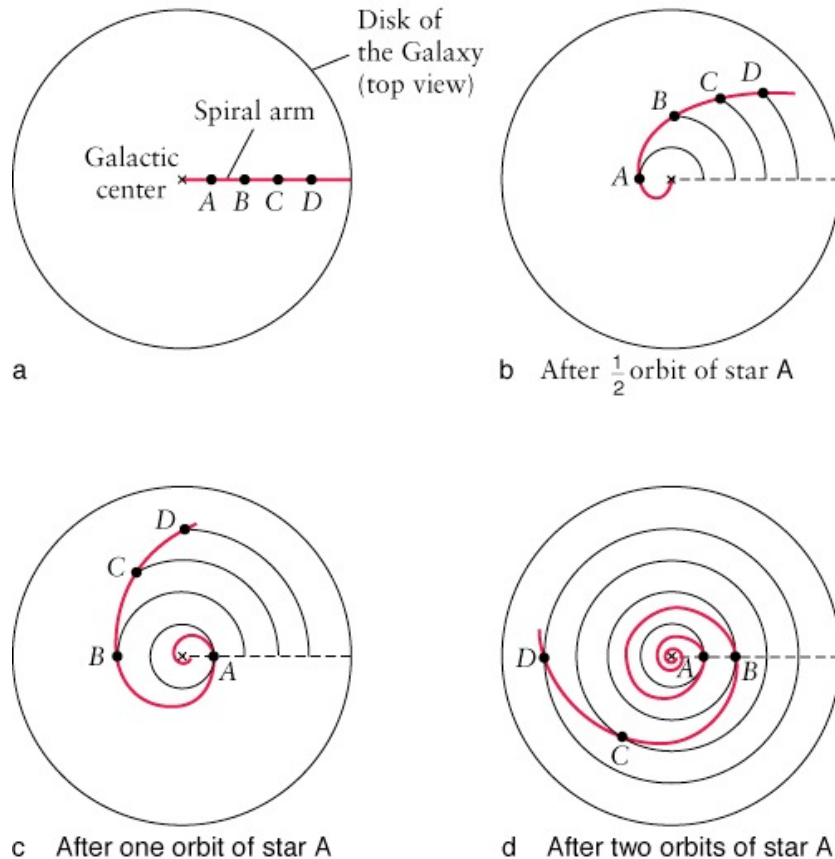 Disk of
the Galaxy
(top view)
Spiral arm
Galactic
center
×
A B C D
a
A
B
C
D
×
b After 1/2 orbit of star A
D
C
B
×
A
c After one orbit of star A
D
×
A
B
C
d After two orbits of star A